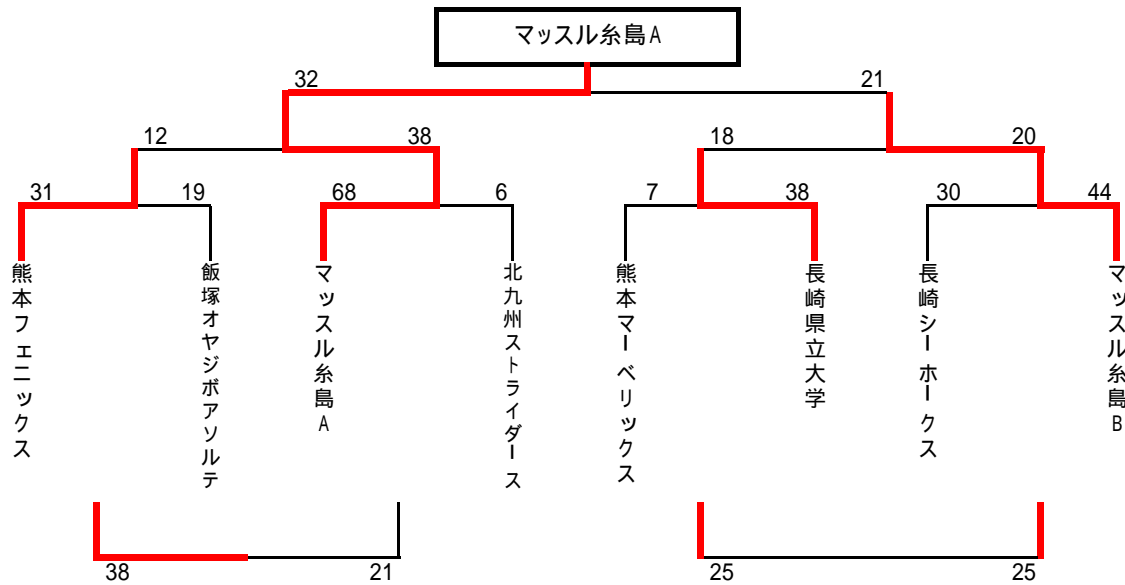 マッスル糸島A
32
21
12
38
18
20
31
19
68
6
7
38
30
44
熊本フェニックス
飯塚オヤジボアソルテ
マッスル糸島A
北九州ストライダース
熊本マーベリックス
長崎県立大学
長崎シーホークス
マッスル糸島B
38
21
25
25